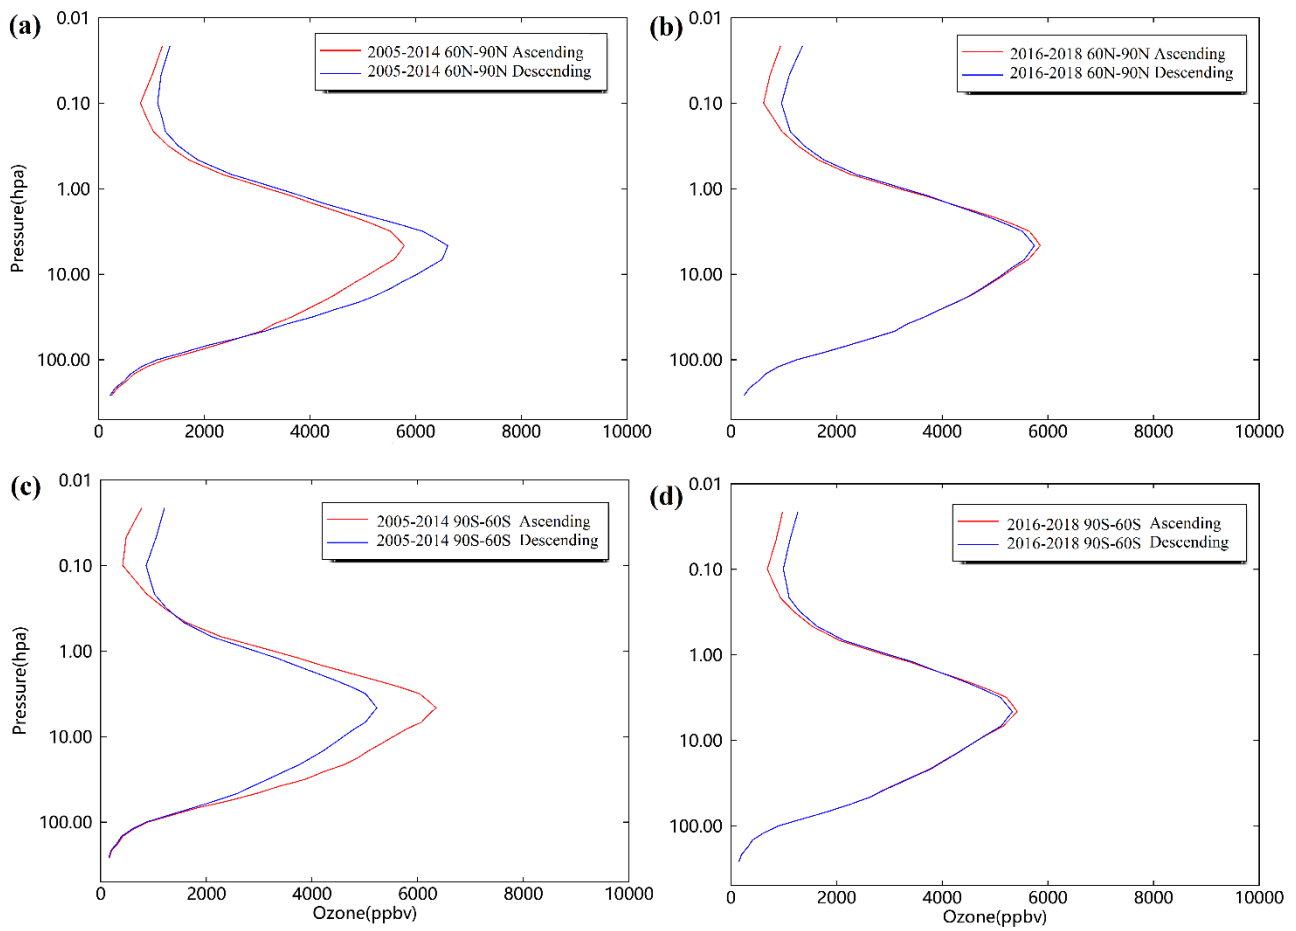 (a)
0.01
0.10
1.00
10.00
100.00
Pressure(hpa)
2005-2014 60N-90N Ascending
2005-2014 60N-90N Descending
0 2000 4000 6000 8000 10000
(b)
0.01
0.10
1.00
10.00
100.00
2016-2018 60N-90N Ascending
2016-2018 60N-90N Descending
0 2000 4000 6000 8000 10000
(c)
0.01
0.10
1.00
10.00
100.00
Pressure(hpa)
2005-2014 90S-60S Ascending
2005-2014 90S-60S Descending
0 2000 4000 6000 8000 10000
Ozone(ppbv)
(d)
0.01
0.10
1.00
10.00
100.00
2016-2018 90S-60S Ascending
2016-2018 90S-60S Descending
0 2000 4000 6000 8000 10000
Ozone(ppbv)